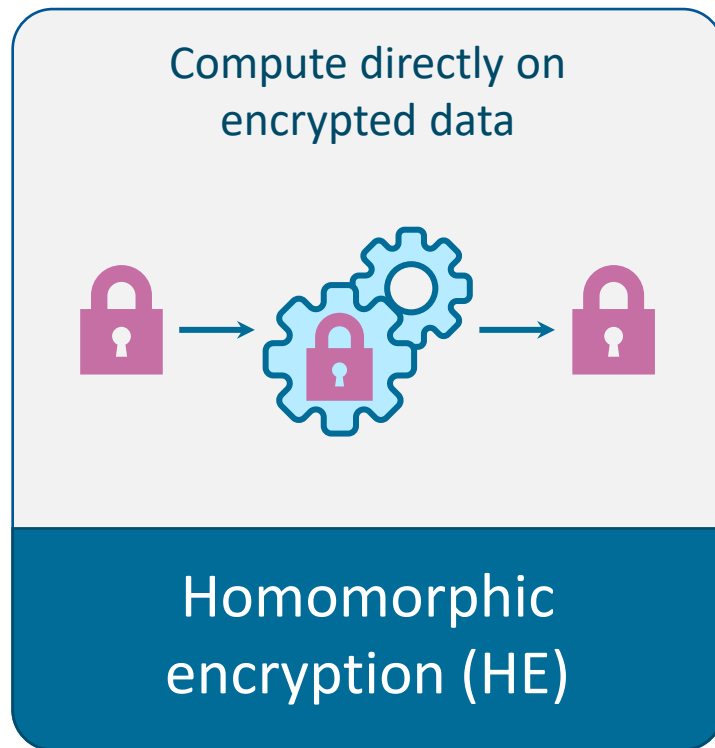 Compute directly on
encrypted data
Homomorphic
encryption (HE)